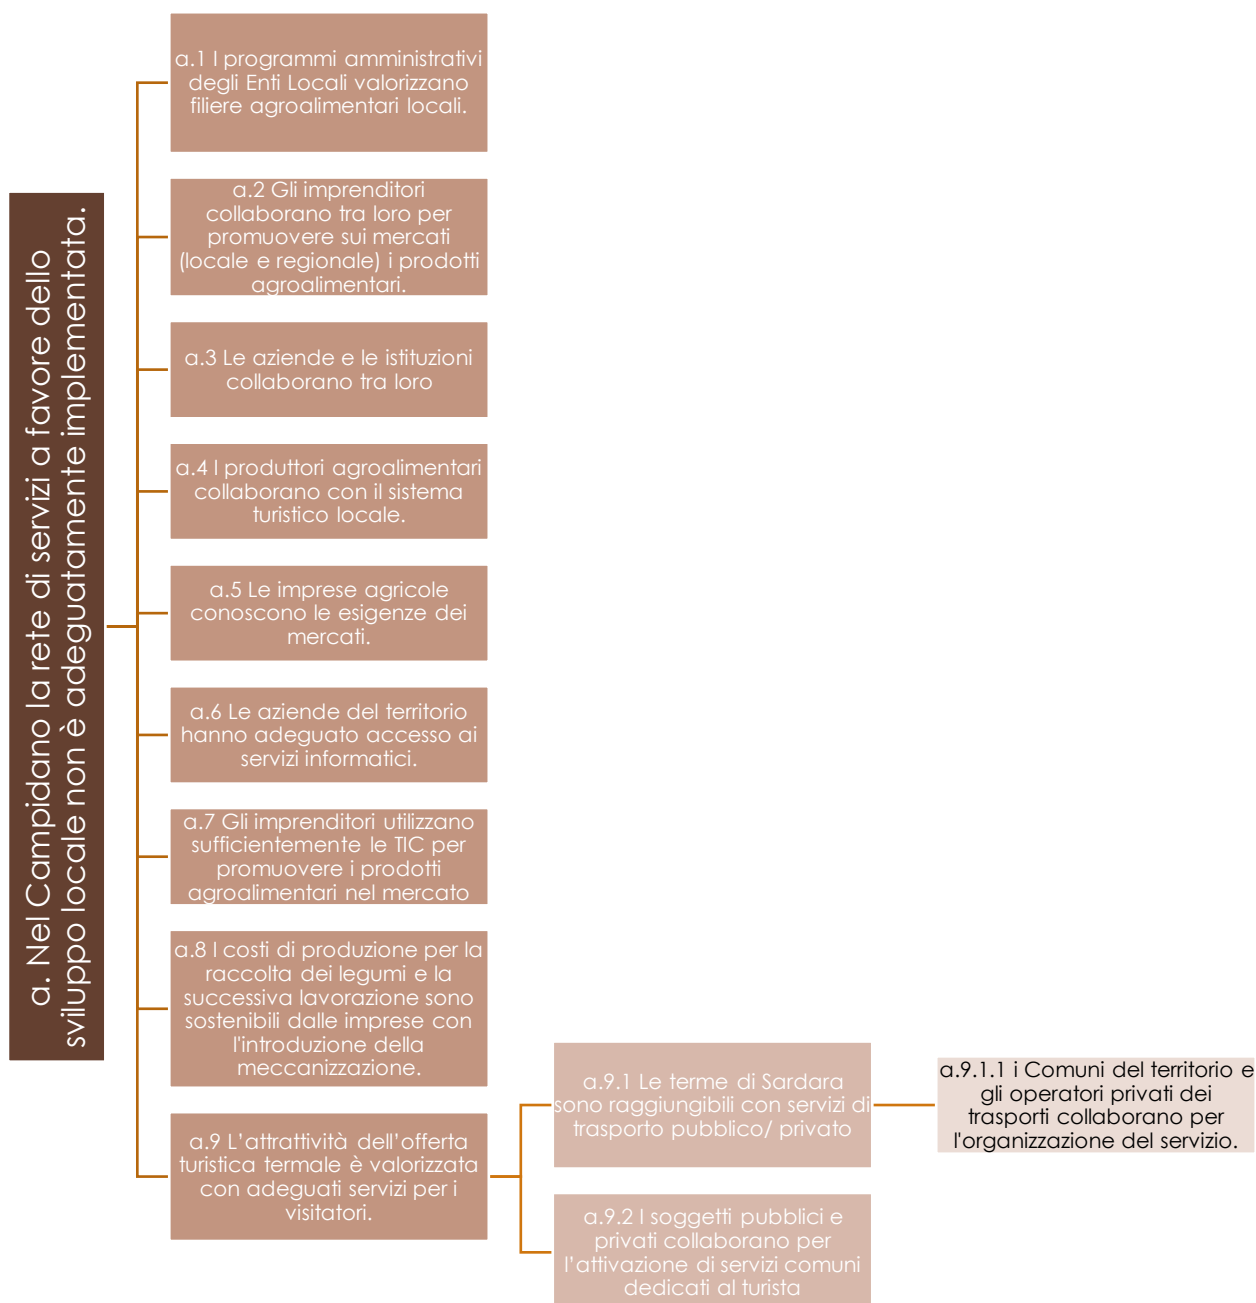 a. Nel Campidano la rete di servizi a favore dello
sviluppo locale non è adeguatamente implementata.
a.1 I programmi amministrativi
degli Enti Locali valorizzano
filiere agroalimentari locali.
a.2 Gli imprenditori
collaborano tra loro per
promuovere sui mercati
(locale e regionale) i prodotti
agroalimentari.
a.3 Le aziende e le istituzioni
collaborano tra loro
a.4 I produttori agroalimentari
collaborano con il sistema
turistico locale.
a.5 Le imprese agricole
conoscono le esigenze dei
mercati.
a.6 Le aziende del territorio
hanno adeguato accesso ai
servizi informatici.
a.7 Gli imprenditori utilizzano
sufficientemente le TIC per
promuovere i prodotti
agroalimentari nel mercato
a.8 I costi di produzione per la
raccolta dei legumi e la
successiva lavorazione sono
sostenibili dalle imprese con
l'introduzione della
meccanizzazione.
a.9 L’attrattività dell’offerta
turistica termale è valorizzata
con adeguati servizi per i
visitatori.
a.9.1 Le terme di Sardara
sono raggiungibili con servizi di
trasporto pubblico/ privato
a.9.1.1 i Comuni del territorio e
gli operatori privati dei
trasporti collaborano per
l'organizzazione del servizio.
a.9.2 I soggetti pubblici e
privati collaborano per
l’attivazione di servizi comuni
dedicati al turista